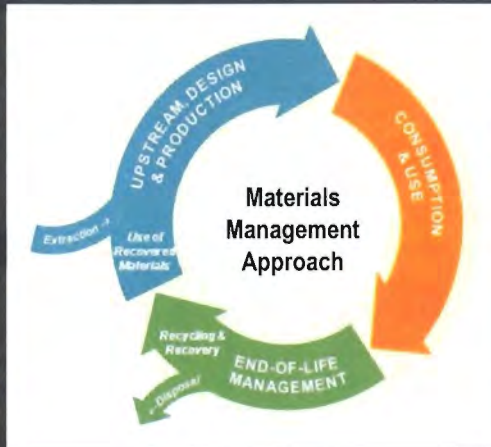 UPSTREAM, DESIGN
& PRODUCTION
CONSUMPTION
& USE
Materials
Management
Approach
Extraction →
Use of
Recovered
Materials
Recycling &
Recovery
END-OF-LIFE
MANAGEMENT
←Disposal